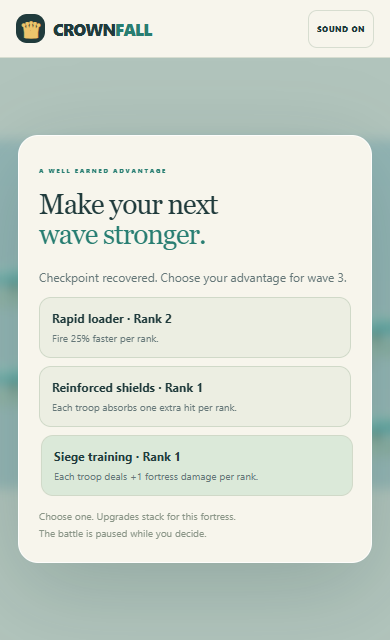 CROWNFALL
SOUND ON
A WELL EARNED ADVANTAGE
Make your next
wave stronger.
Checkpoint recovered. Choose your advantage for wave 3.
Rapid loader · Rank 2
Fire 25% faster per rank.
Reinforced shields · Rank 1
Each troop absorbs one extra hit per rank.
Siege training · Rank 1
Each troop deals +1 fortress damage per rank.
Choose one. Upgrades stack for this fortress.
The battle is paused while you decide.